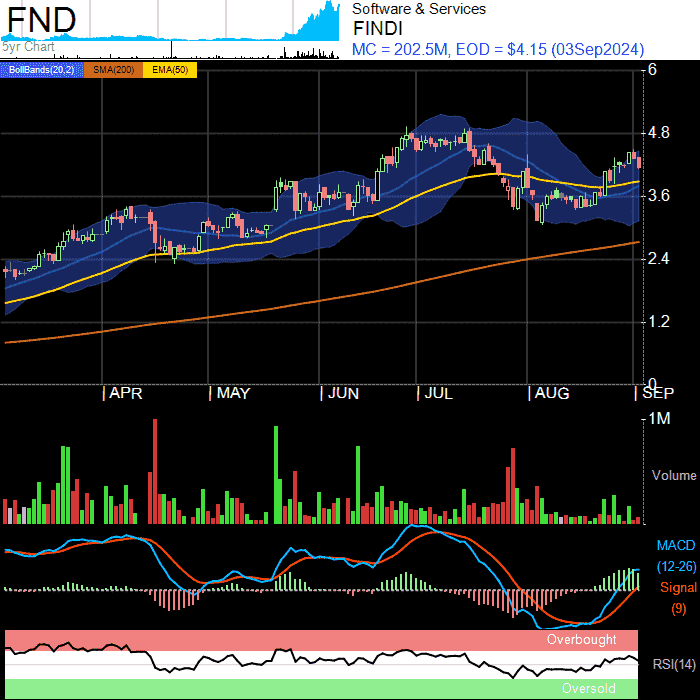 FND
5yr Chart
Software & Services
FINDI
MC = 202.5M, EOD = $4.15 (03Sep2024)
BollBands(20,2) SMA(200) EMA(50)
6
4.8
3.6
2.4
1.2
0
APR MAY JUN JUL AUG SEP
1M
Volume
MACD
(12-26)
Signal
(9)
Overbought
RSI(14)
Oversold